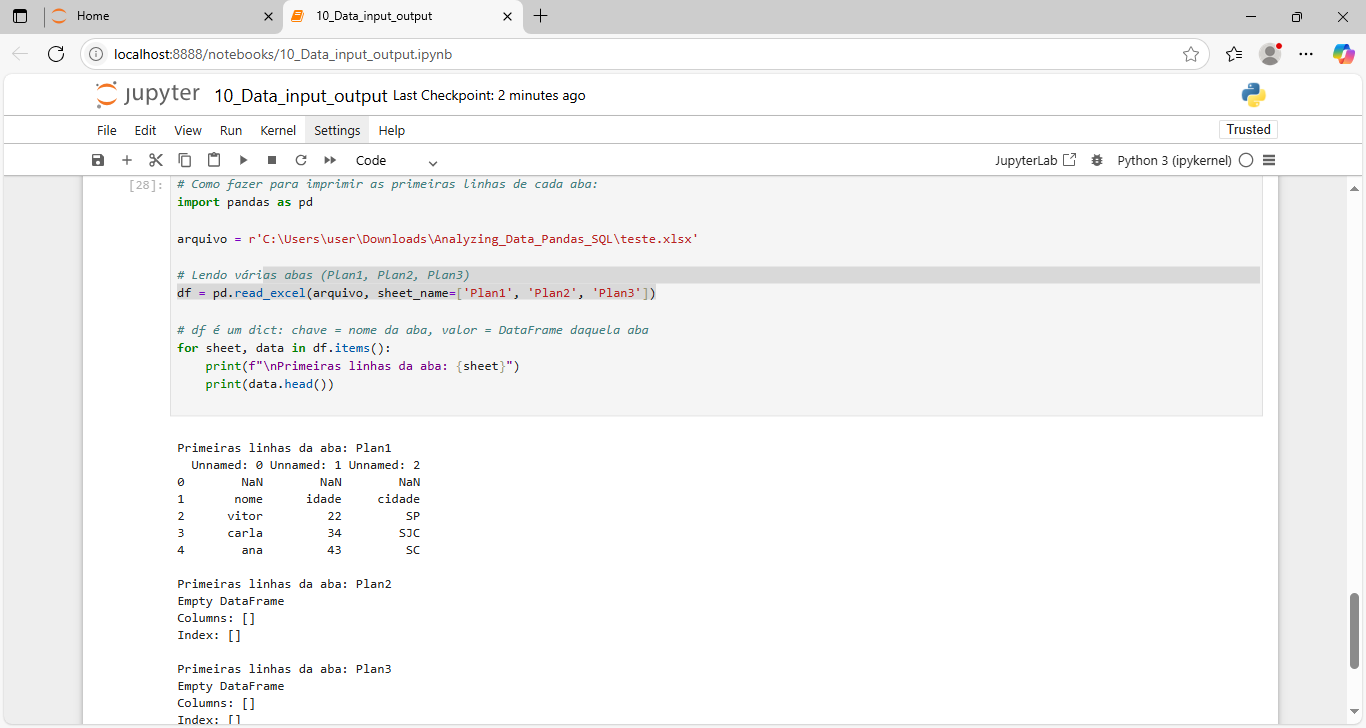 Home
10_Data_input_output
localhost:8888/notebooks/10_Data_input_output.ipynb
jupyter 10_Data_input_output Last Checkpoint: 2 minutes ago
File Edit View Run Kernel Settings Help
Trusted
Code
JupyterLab
Python 3 (ipykernel)
[28]:
# Como fazer para imprimir as primeiras linhas de cada aba:
import pandas as pd
arquivo = r'C:\Users\user\Downloads\Analyzing_Data_Pandas_SQL\teste.xlsx'
# Lendo várias abas (Plan1, Plan2, Plan3)
df = pd.read_excel(arquivo, sheet_name=['Plan1', 'Plan2', 'Plan3'])
# df é um dict: chave = nome da aba, valor = DataFrame daquela aba
for sheet, data in df.items():
    print(f"\nPrimeiras linhas da aba: {sheet}")
    print(data.head())
Primeiras linhas da aba: Plan1
  Unnamed: 0 Unnamed: 1 Unnamed: 2
0        NaN        NaN        NaN
1       nome      idade     cidade
2      vitor         22         SP
3      carla         34        SJC
4        ana         43         SC
Primeiras linhas da aba: Plan2
Empty DataFrame
Columns: []
Index: []
Primeiras linhas da aba: Plan3
Empty DataFrame
Columns: []
Index: []